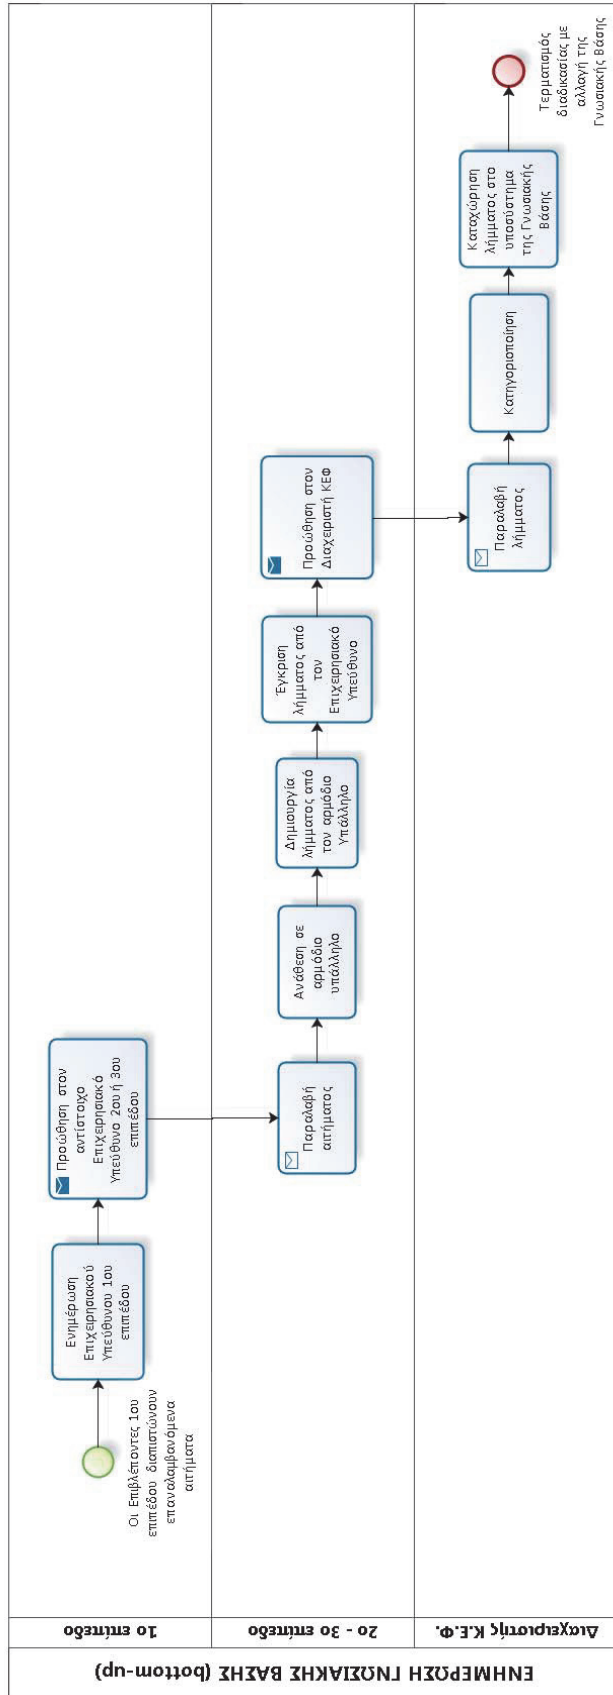 ΕΝΗΜΕΡΩΣΗ ΓΝΩΣΙΑΚΗΣ ΒΑΣΗΣ (bottom-up)
1ο επίπεδο
Οι Επιβλέποντες 1ου
επιπέδου διαπιστώνουν
επαναλαμβανόμενα
αιτήματα
Ενημέρωση
Επιχειρησιακού
Υπεύθυνου 1ου
επιπέδου
Προώθηση στον
αντίστοιχο
Επιχειρησιακό
Υπεύθυνο 2ου ή 3ου
επιπέδου
2ο - 3ο επίπεδο
Παραλαβή
αιτήματος
Ανάθεση σε
αρμόδιο
υπάλληλο
Δημιουργία
λήμματος από
τον αρμόδιο
Υπάλληλο
Έγκριση
λήμματος από
τον
Επιχειρησιακό
Υπεύθυνο
Προώθηση στον
Διαχειριστή ΚΕΦ
Διαχειριστής Κ.Ε.Φ.
Παραλαβή
λήμματος
Κατηγοριοποίηση
Καταχώρηση
λήμματος στο
υποσύστημα
της Γνωσιακής
Βάσης
Τερματισμός
διαδικασίας με
αλλαγή της
Γνωσιακής Βάσης